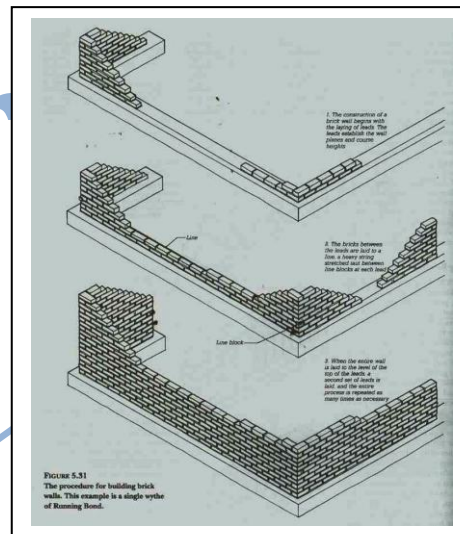 1. The construction of a
brick wall begins with
the laying of leads. The
leads establish the wall
planes and course
heights
Line
2. The bricks between
the leads are laid to a
line, a heavy string
stretched taut between
line blocks at each lead
Line block
3. When the entire wall
is laid to the level of the
top of the leads, a
second set of leads is
laid, and the entire
process is repeated as
many times as necessary
FIGURE 5.31
The procedure for building brick
walls. This example is a single wythe
of Running Bond.